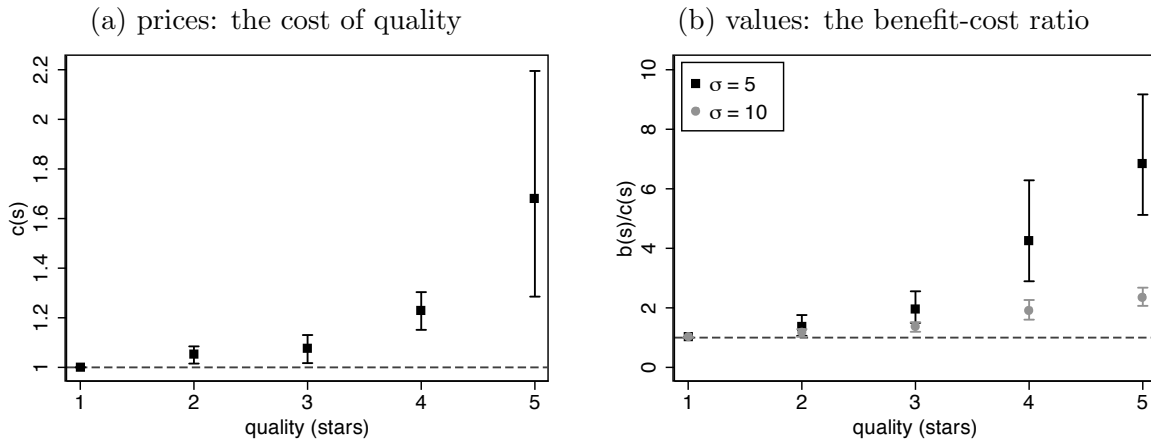 (a) prices: the cost of quality
(b) values: the benefit-cost ratio
c(s)
2.2
2
1.8
1.6
1.4
1.2
1
1 2 3 4 5
quality (stars)
b(s)/c(s)
10
8
6
4
2
0
σ = 5
σ = 10
1 2 3 4 5
quality (stars)